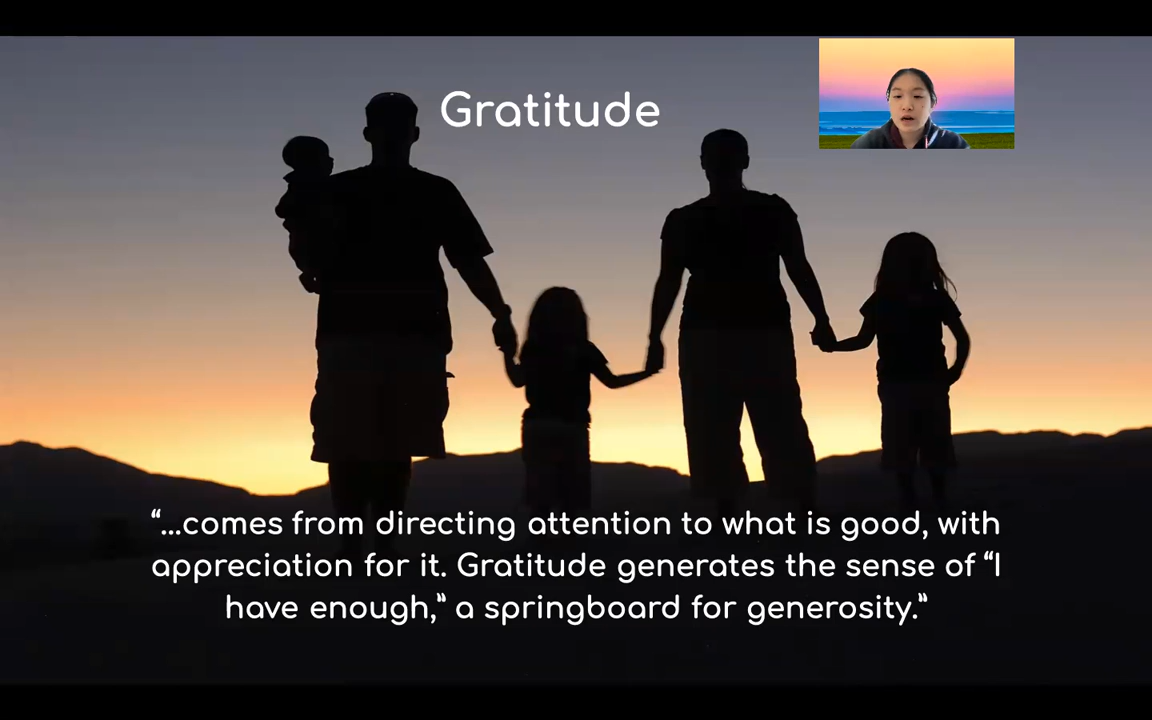 Gratitude
“...comes from directing attention to what is good, with
appreciation for it. Gratitude generates the sense of “I
have enough,” a springboard for generosity.”